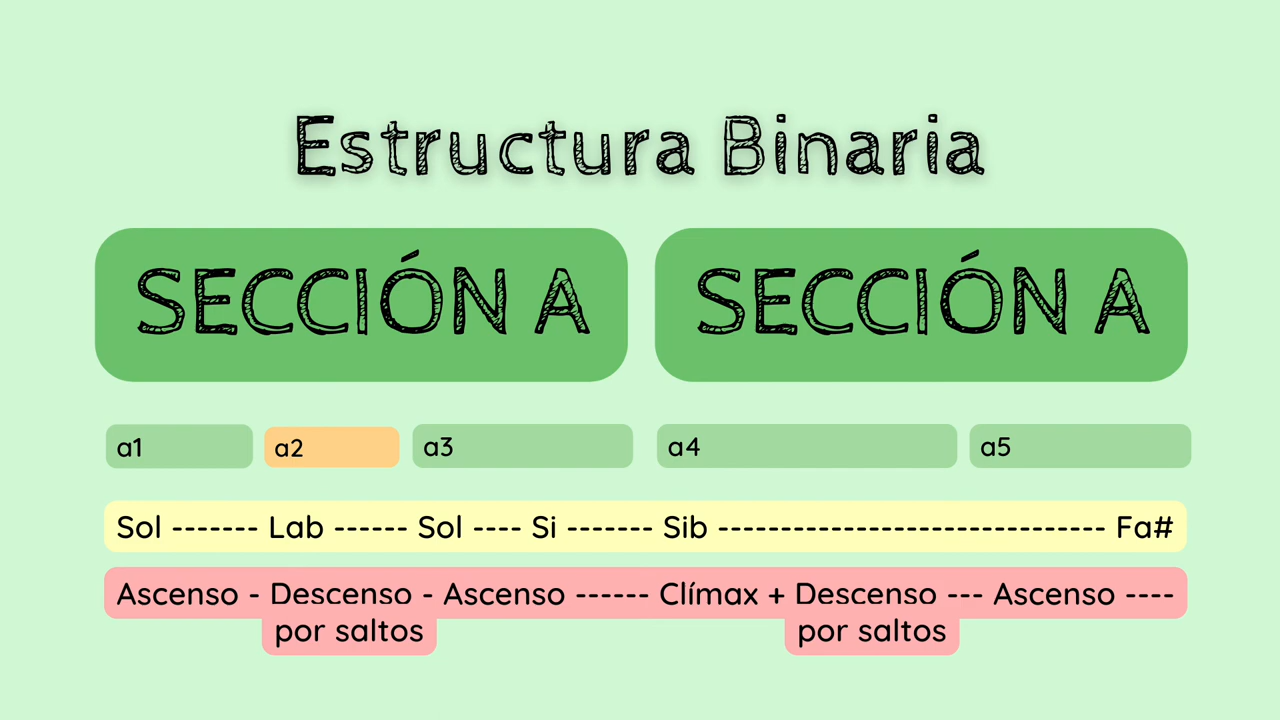 Estructura Binaria
SECCIÓN A SECCIÓN A
a1 a2 a3 a4 a5
Sol ------- Lab ------ Sol ---- Si ------- Sib ------------------------------- Fa#
Ascenso - Descenso - Ascenso ------ Clímax + Descenso --- Ascenso ----
por saltos por saltos